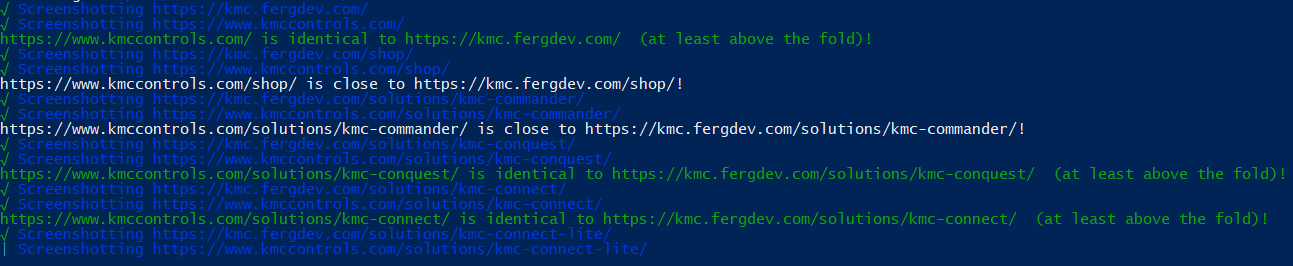 √ Screenshotting https://kmc.fergdev.com/
√ Screenshotting https://www.kmccontrols.com/
https://www.kmccontrols.com/ is identical to https://kmc.fergdev.com/  (at least above the fold)!
√ Screenshotting https://kmc.fergdev.com/shop/
√ Screenshotting https://www.kmccontrols.com/shop/
https://www.kmccontrols.com/shop/ is close to https://kmc.fergdev.com/shop/!
√ Screenshotting https://kmc.fergdev.com/solutions/kmc-commander/
√ Screenshotting https://www.kmccontrols.com/solutions/kmc-commander/
https://www.kmccontrols.com/solutions/kmc-commander/ is close to https://kmc.fergdev.com/solutions/kmc-commander/!
√ Screenshotting https://kmc.fergdev.com/solutions/kmc-conquest/
√ Screenshotting https://www.kmccontrols.com/solutions/kmc-conquest/
https://www.kmccontrols.com/solutions/kmc-conquest/ is identical to https://kmc.fergdev.com/solutions/kmc-conquest/  (at least above the fold)!
√ Screenshotting https://kmc.fergdev.com/solutions/kmc-connect/
√ Screenshotting https://www.kmccontrols.com/solutions/kmc-connect/
https://www.kmccontrols.com/solutions/kmc-connect/ is identical to https://kmc.fergdev.com/solutions/kmc-connect/  (at least above the fold)!
√ Screenshotting https://kmc.fergdev.com/solutions/kmc-connect-lite/
| Screenshotting https://www.kmccontrols.com/solutions/kmc-connect-lite/